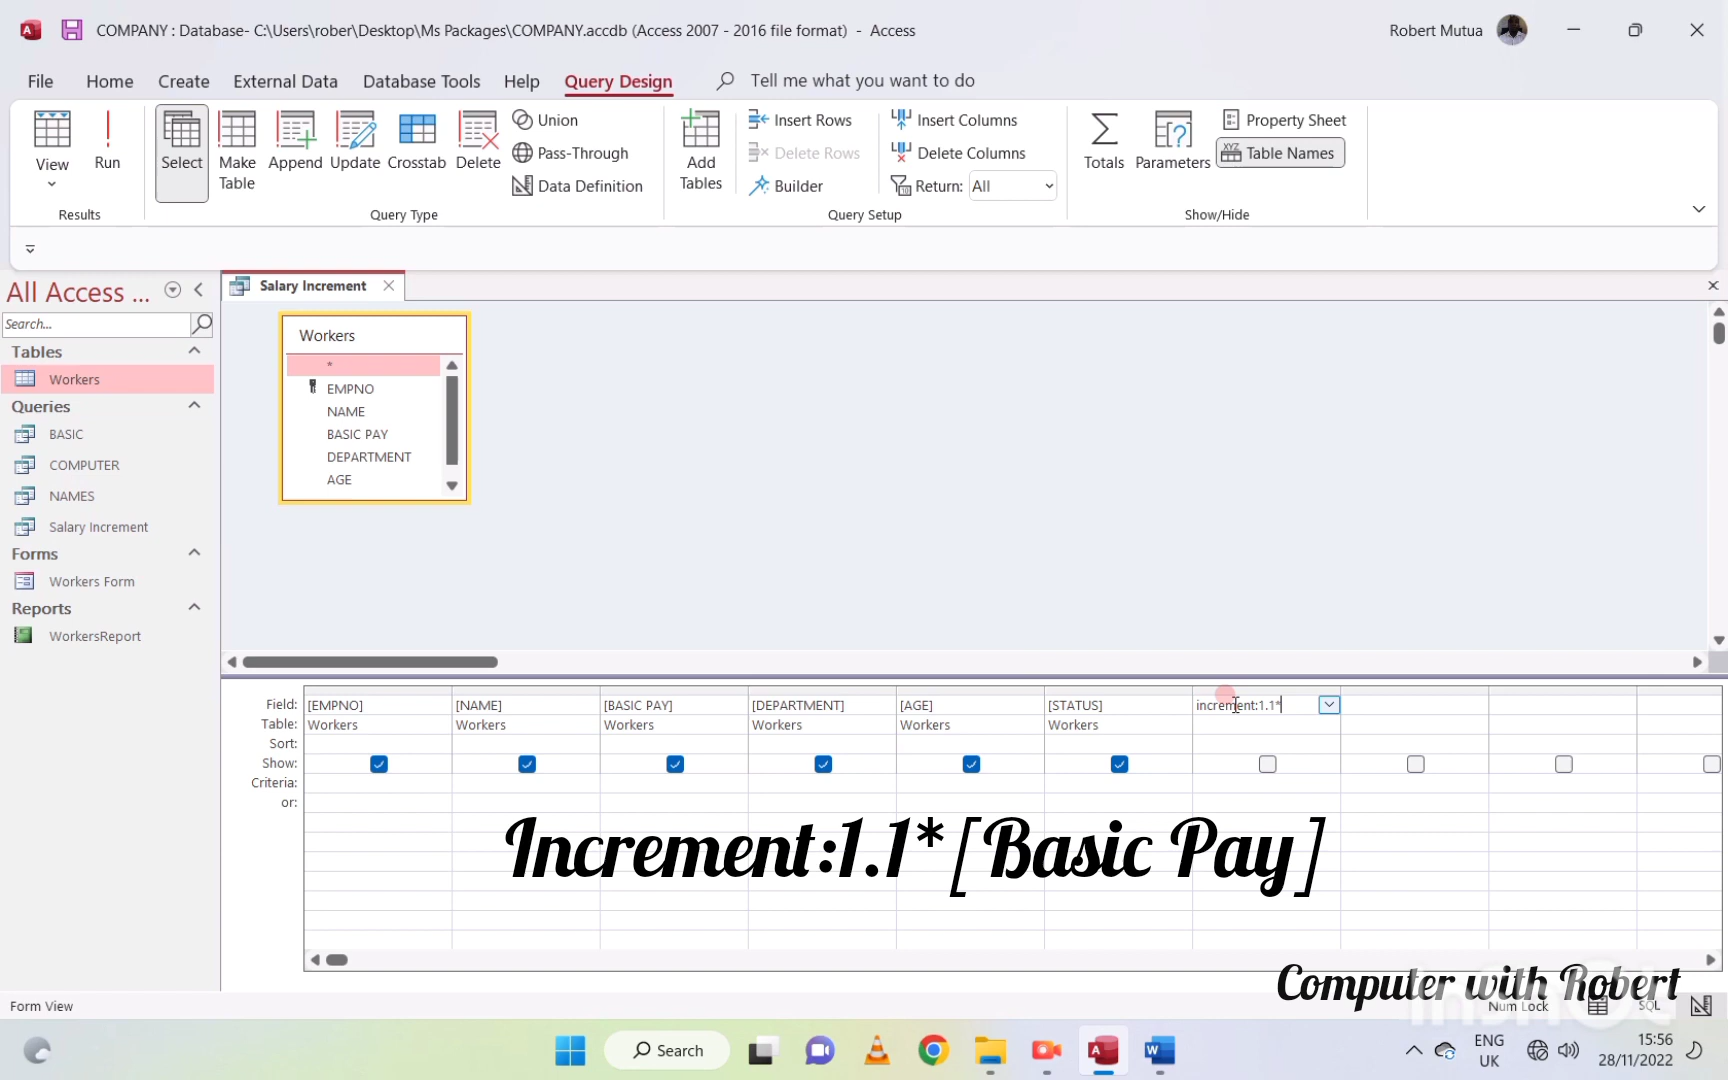 COMPANY : Database- C:\Users\rober\Desktop\Ms Packages\COMPANY.accdb (Access 2007 - 2016 file format) - Access
Robert Mutua
File Home Create External Data Database Tools Help Query Design Tell me what you want to do
View
Run
Results
Select
Make Table
Append
Update
Crosstab
Delete
Union
Pass-Through
Data Definition
Query Type
Add Tables
Insert Rows
Delete Rows
Builder
Insert Columns
Delete Columns
Return: All
Query Setup
Totals
Parameters
Property Sheet
Table Names
Show/Hide
All Access ...
Search...
Tables
Workers
Queries
BASIC
COMPUTER
NAMES
Salary Increment
Forms
Workers Form
Reports
WorkersReport
Salary Increment
Workers
*
EMPNO
NAME
BASIC PAY
DEPARTMENT
AGE
Field: [EMPNO] [NAME] [BASIC PAY] [DEPARTMENT] [AGE] [STATUS] increment:1.1*
Table: Workers Workers Workers Workers Workers Workers
Sort:
Show:
Criteria:
or:
Increment:1.1*[Basic Pay]
Computer with Robert
Form View
Num Lock
SQL
Search
ENG
UK
15:56
28/11/2022